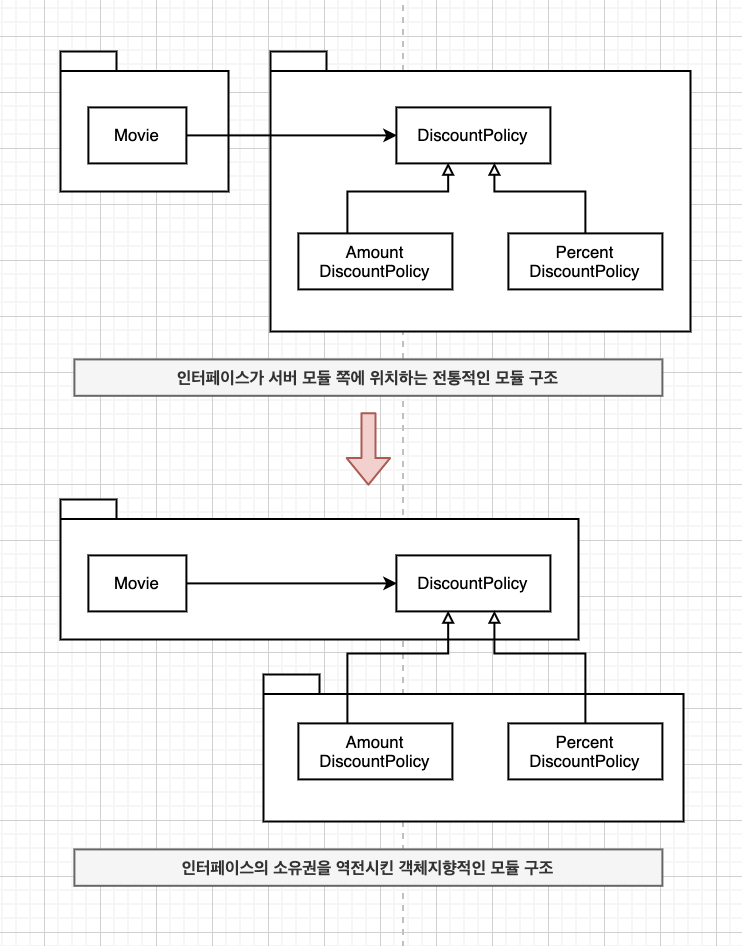 Movie
DiscountPolicy
Amount
DiscountPolicy
Percent
DiscountPolicy
인터페이스가 서버 모듈 쪽에 위치하는 전통적인 모듈 구조
Movie
DiscountPolicy
Amount
DiscountPolicy
Percent
DiscountPolicy
인터페이스의 소유권을 역전시킨 객체지향적인 모듈 구조